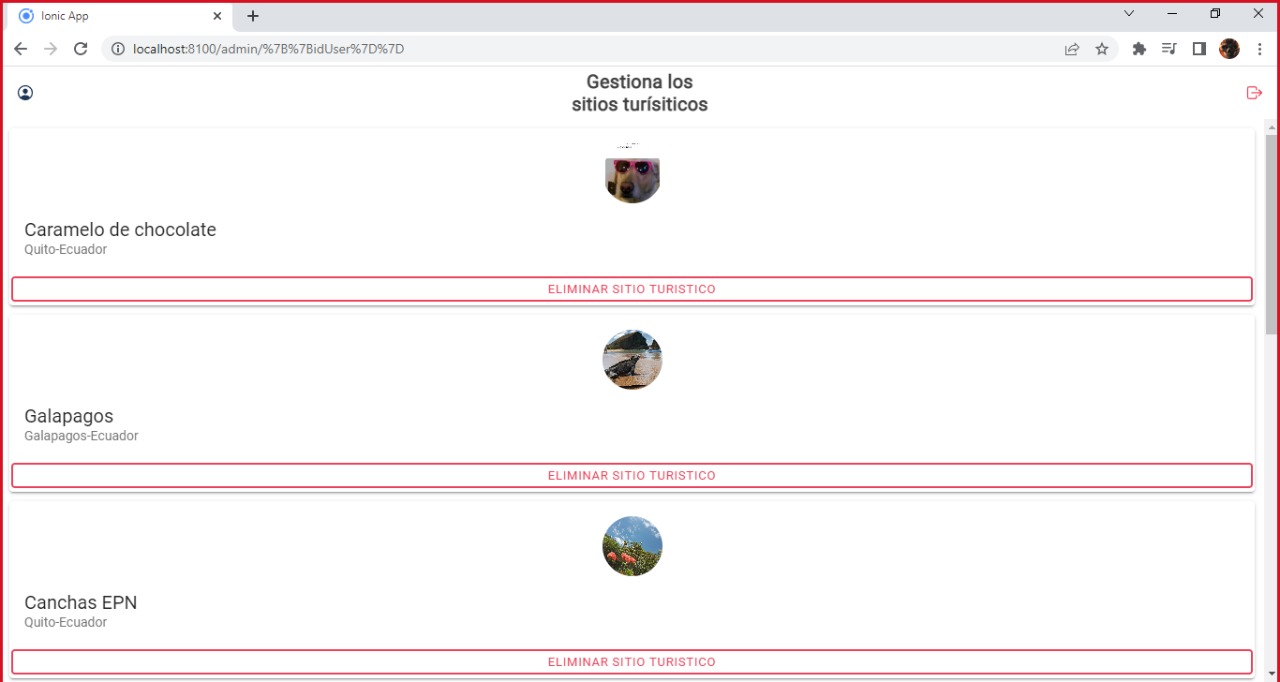 Ionic App
localhost:8100/admin/%7B%7BidUser%7D%7D
Gestiona los
sitios turísiticos
Caramelo de chocolate
Quito-Ecuador
ELIMINAR SITIO TURISTICO
Galapagos
Galapagos-Ecuador
ELIMINAR SITIO TURISTICO
Canchas EPN
Quito-Ecuador
ELIMINAR SITIO TURISTICO